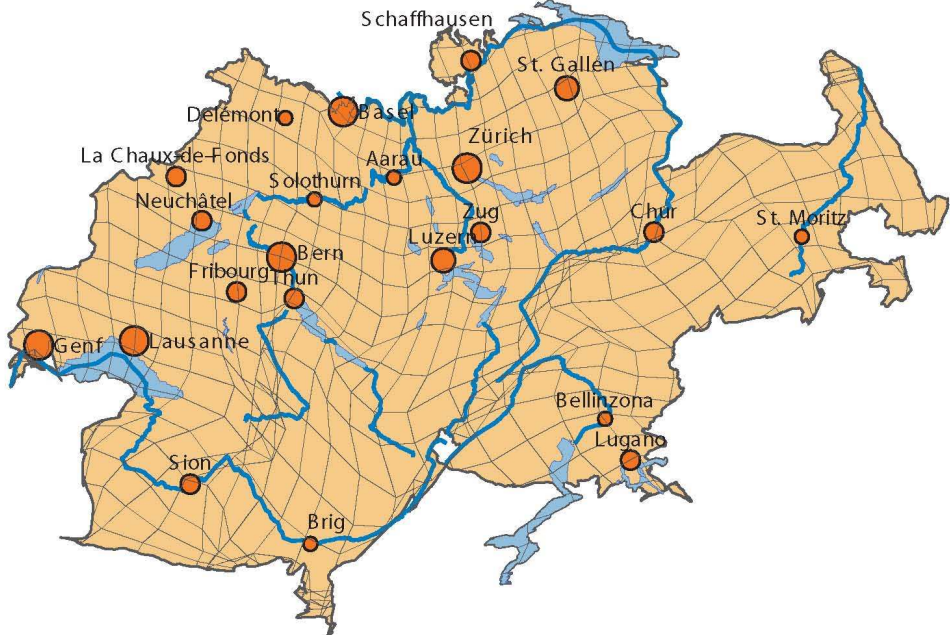 Schaffhausen
St. Gallen
Delémont
Basel
Zürich
La Chaux-de-Fonds
Aarau
Solothurn
Neuchâtel
Zug
Chur
St. Moritz
Luzern
Bern
Fribourg
Thun
Genf
Lausanne
Bellinzona
Lugano
Sion
Brig